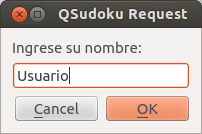 QSudoku Request
Ingrese su nombre:
Usuario
Cancel
OK